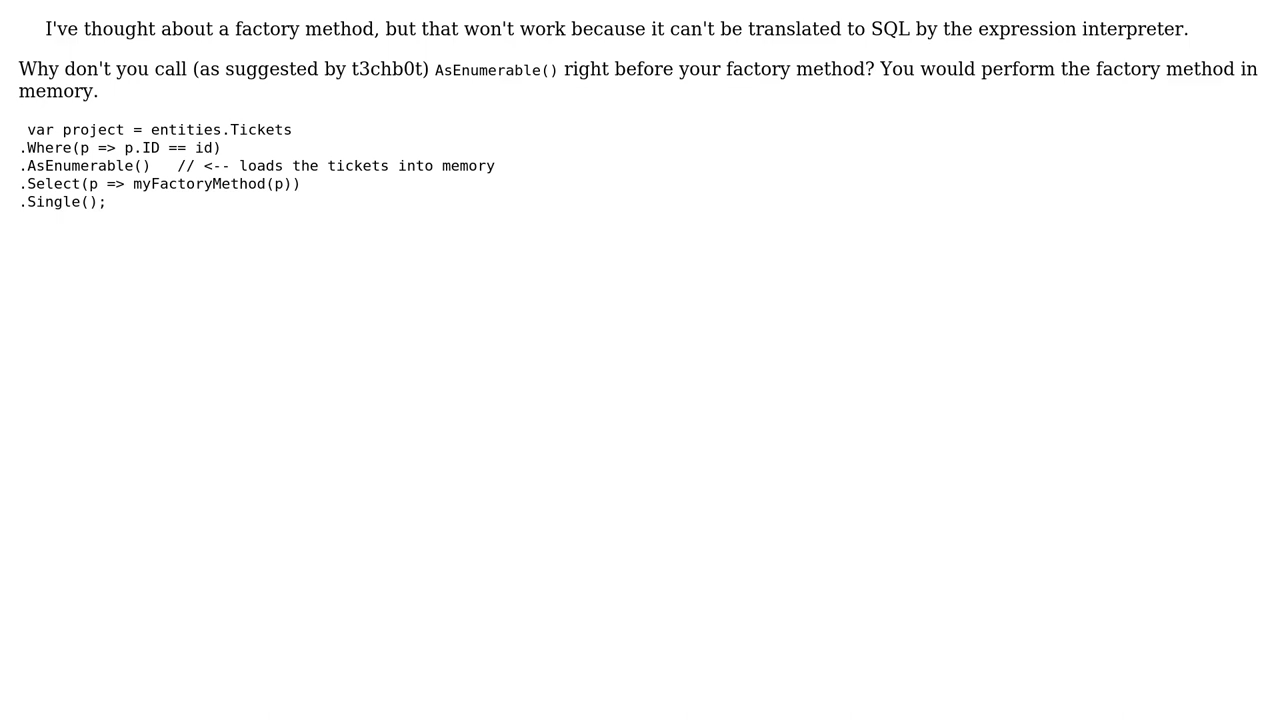 I've thought about a factory method, but that won't work because it can't be translated to SQL by the expression interpreter.
Why don't you call (as suggested by t3chb0t) AsEnumerable() right before your factory method? You would perform the factory method in
memory.
var project = entities.Tickets
.Where(p => p.ID == id)
.AsEnumerable()   // <-- loads the tickets into memory
.Select(p => myFactoryMethod(p))
.Single();